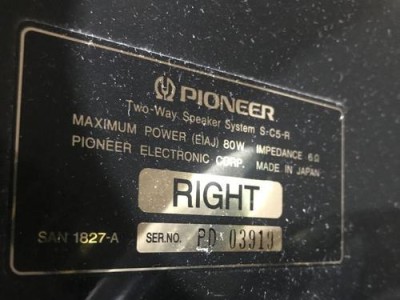 PIONEER
Two-Way Speaker System S-C5-R
MAXIMUM POWER (EIAJ) 80W IMPEDANCE 6Ω
PIONEER ELECTRONIC CORP. MADE IN JAPAN
RIGHT
SAN 1827-A SER.NO. PD 03919